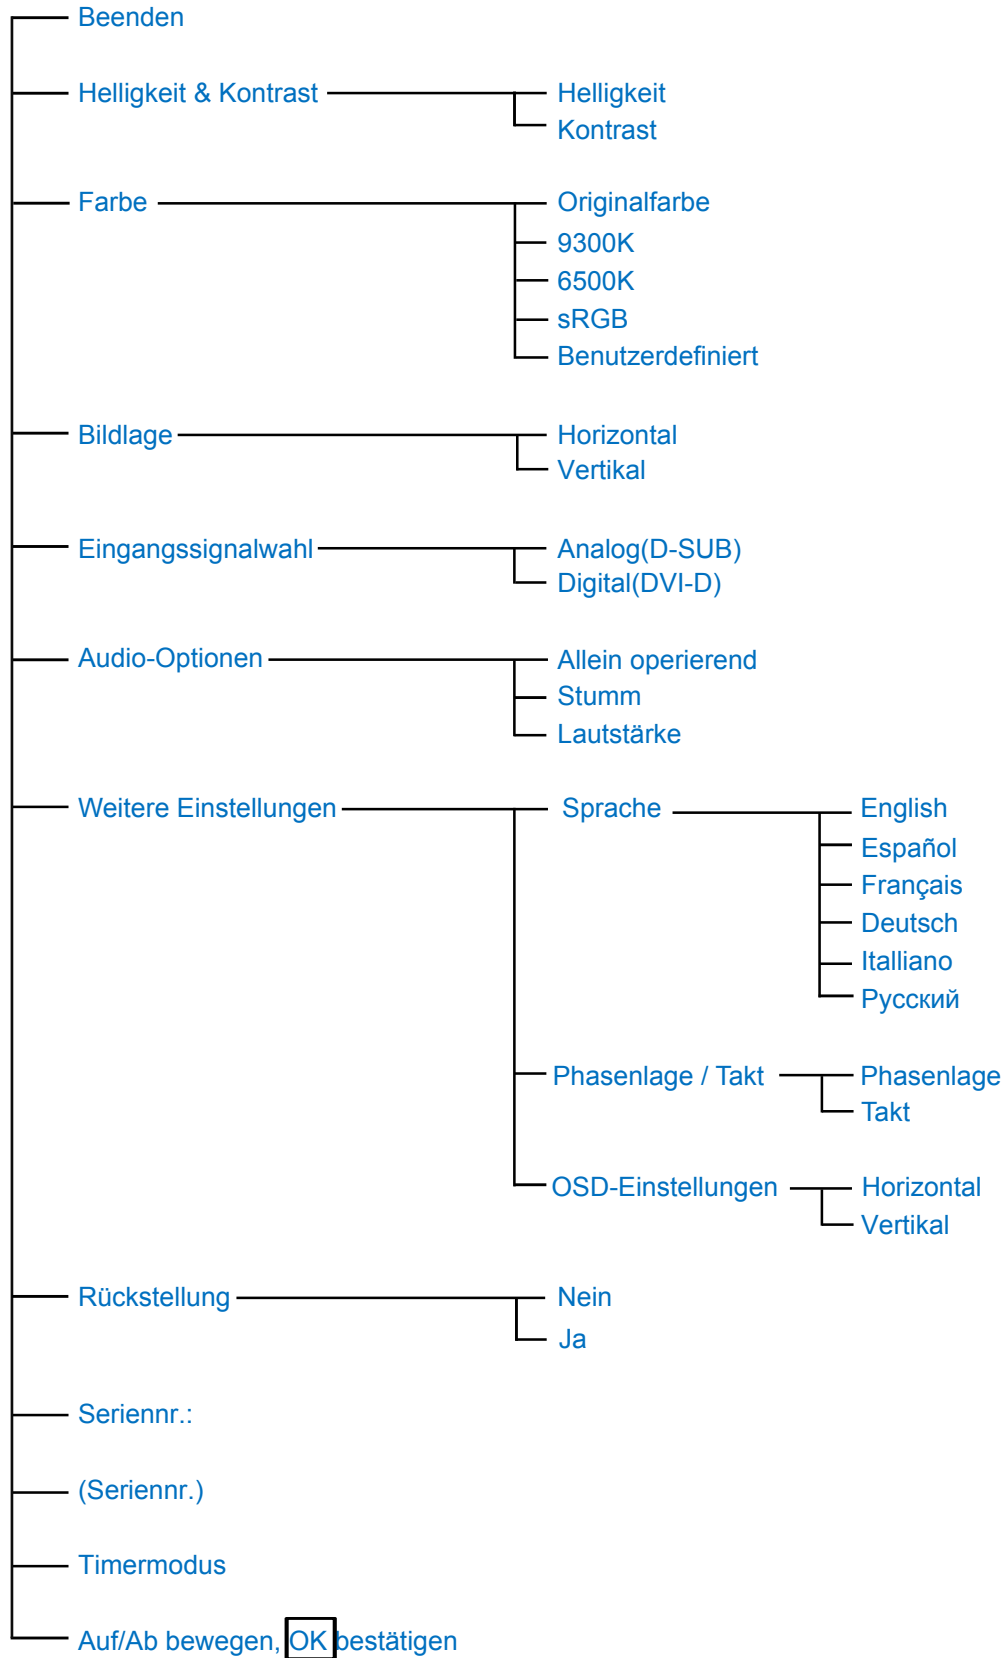 Beenden
Helligkeit & Kontrast
Helligkeit
Kontrast
Farbe
Originalfarbe
9300K
6500K
sRGB
Benutzerdefiniert
Bildlage
Horizontal
Vertikal
Eingangssignalwahl
Analog(D-SUB)
Digital(DVI-D)
Audio-Optionen
Allein operierend
Stumm
Lautstärke
Weitere Einstellungen
Sprache
English
Español
Français
Deutsch
Italliano
Русский
Phasenlage / Takt
Phasenlage
Takt
OSD-Einstellungen
Horizontal
Vertikal
Rückstellung
Nein
Ja
Seriennr.:
(Seriennr.)
Timermodus
Auf/Ab bewegen, OK bestätigen